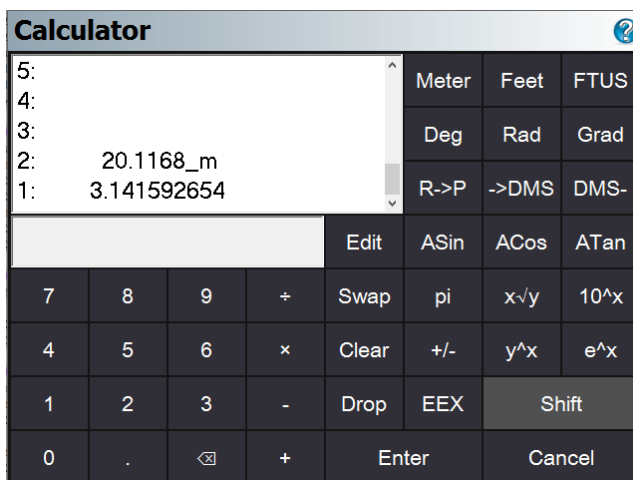 Calculator ?
5:
4:
3:
2: 20.1168_m
1: 3.141592654
Meter Feet FTUS
Deg Rad Grad
R->P ->DMS DMS-
Edit ASin ACos ATan
7 8 9 ÷ Swap pi x√y 10^x
4 5 6 × Clear +/- y^x e^x
1 2 3 - Drop EEX Shift
0 . + Enter Cancel